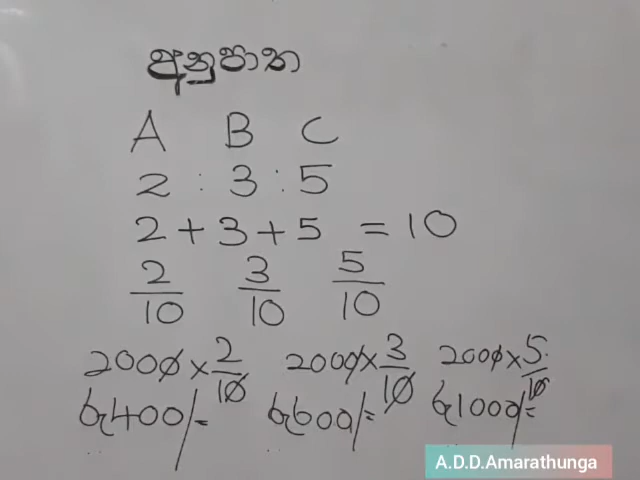 අනුපාත
A B C
2 : 3 : 5
2 + 3 + 5 = 10
2/10 3/10 5/10
2000 × 2/10 2000 × 3/10 2000 × 5/10
රු400/= රු600/= රු1000/=
A.D.D.Amarathunga